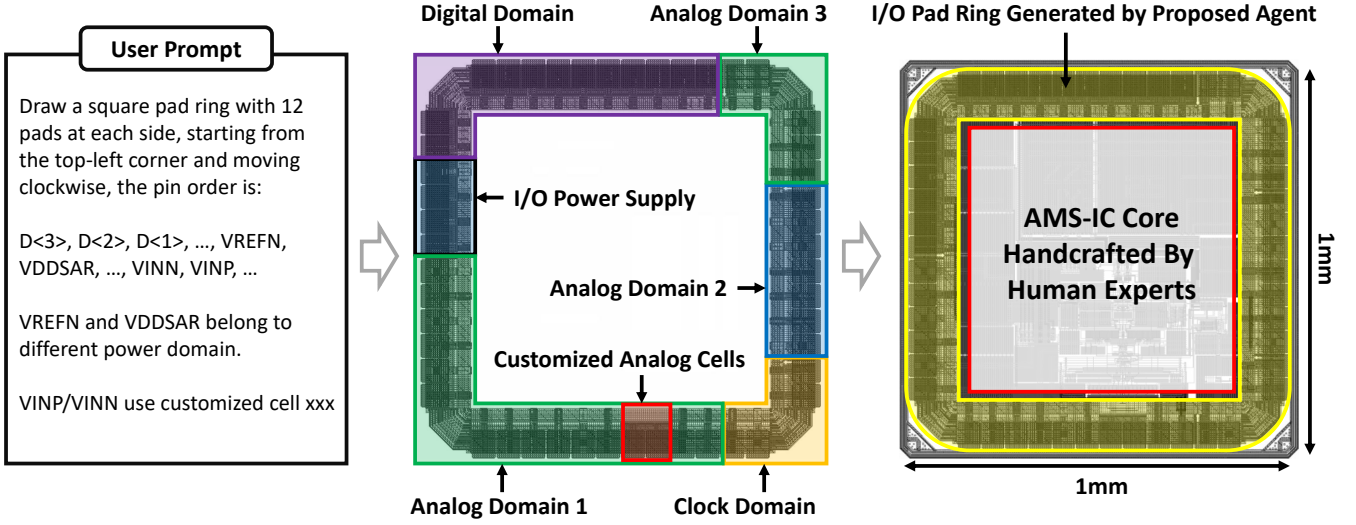 User Prompt
Draw a square pad ring with 12
pads at each side, starting from
the top-left corner and moving
clockwise, the pin order is:
D<3>, D<2>, D<1>, …, VREFN,
VDDSAR, …, VINN, VINP, …
VREFN and VDDSAR belong to
different power domain.
VINP/VINN use customized cell xxx
Digital Domain
Analog Domain 3
I/O Power Supply
Analog Domain 2
Customized Analog Cells
Analog Domain 1
Clock Domain
I/O Pad Ring Generated by Proposed Agent
AMS-IC Core
Handcrafted By
Human Experts
1mm
1mm